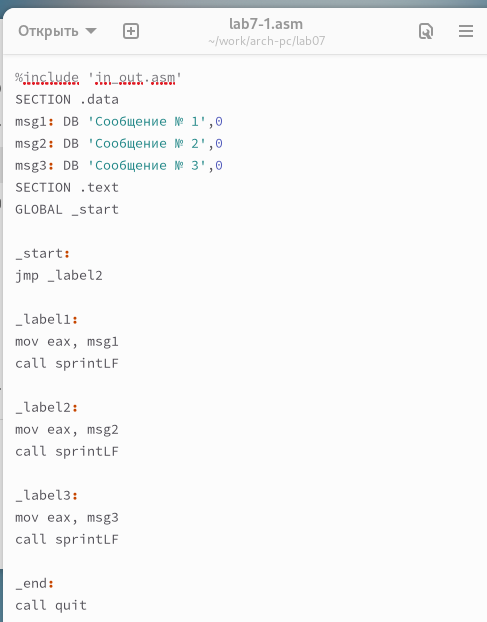 Открыть
lab7-1.asm
~/work/arch-pc/lab07
%include 'in_out.asm'
SECTION .data
msg1: DB 'Сообщение № 1',0
msg2: DB 'Сообщение № 2',0
msg3: DB 'Сообщение № 3',0
SECTION .text
GLOBAL _start
_start:
jmp _label2
_label1:
mov eax, msg1
call sprintLF
_label2:
mov eax, msg2
call sprintLF
_label3:
mov eax, msg3
call sprintLF
_end:
call quit